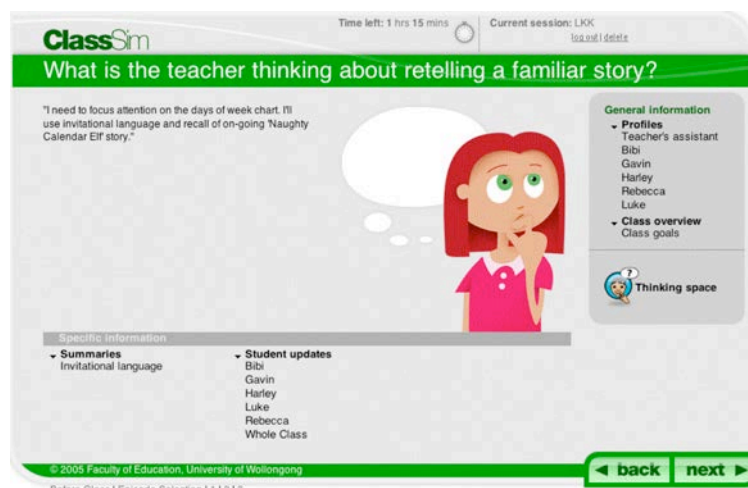 ClassSim
Time left: 1 hrs 15 mins
Current session: LKK
log out | delete
What is the teacher thinking about retelling a familiar story?
"I need to focus attention on the days of week chart. I'll
use invitational language and recall of on-going 'Naughty
Calendar Elf' story."
General information
Profiles
Teacher's assistant
Bibi
Gavin
Harley
Rebecca
Luke
Class overview
Class goals
?
Thinking space
Specific information
Summaries
Invitational language
Student updates
Bibi
Gavin
Harley
Luke
Rebecca
Whole Class
© 2005 Faculty of Education, University of Wollongong
back
next